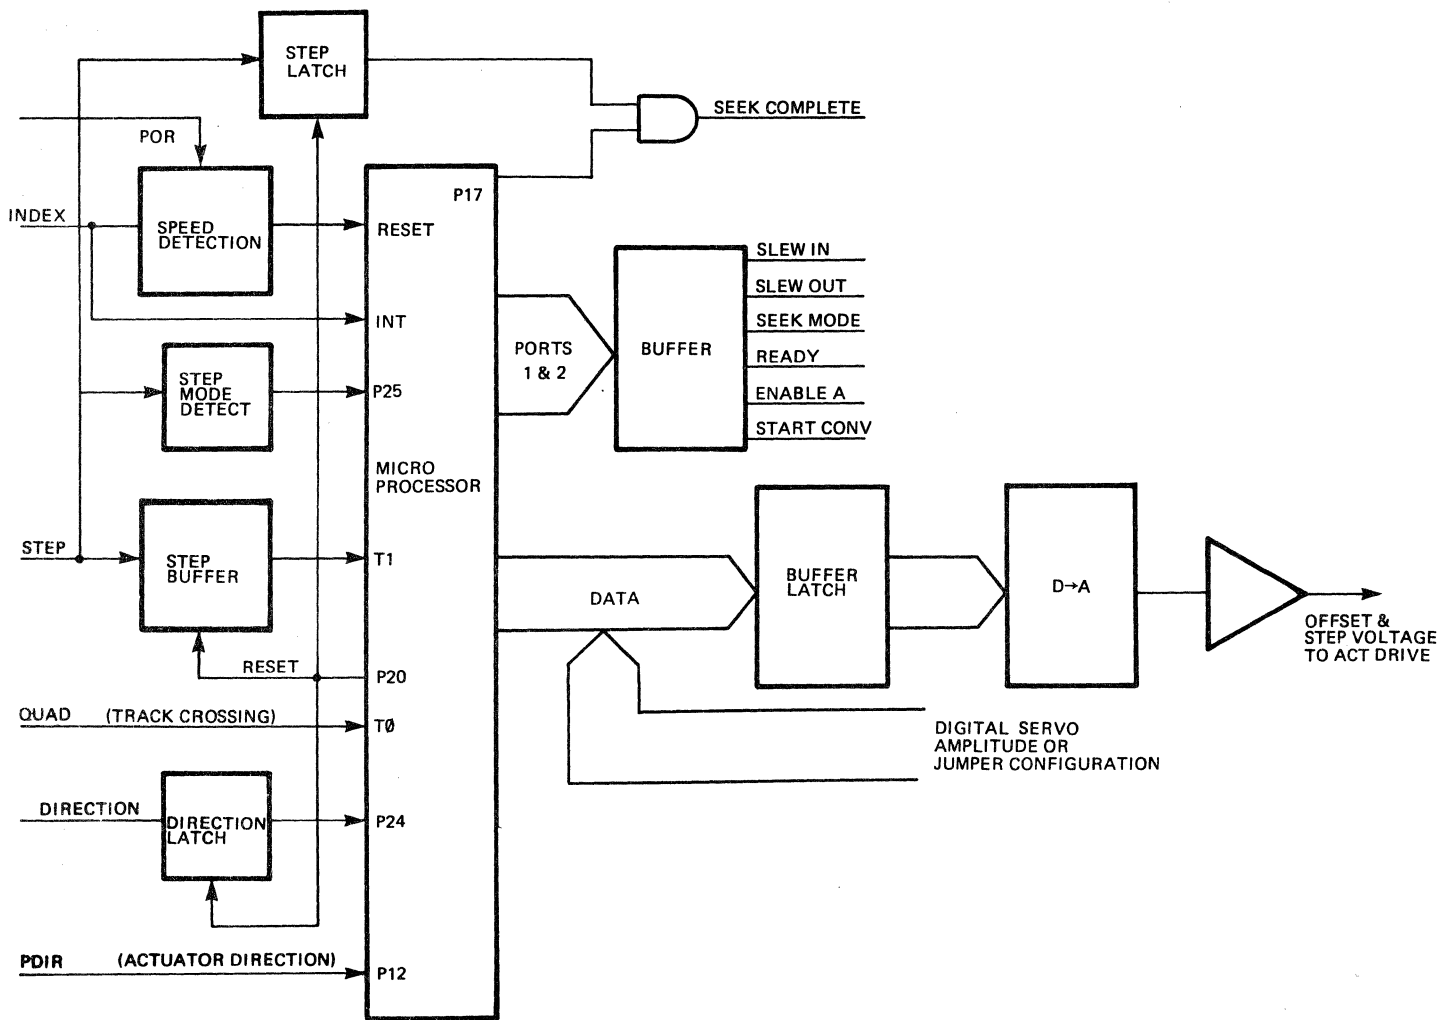 STEP
LATCH
SEEK COMPLETE
POR
P17
INDEX
SPEED
DETECTION
RESET
INT
SLEW IN
SLEW OUT
SEEK MODE
READY
ENABLE A
START CONV
PORTS
1 & 2
BUFFER
STEP
MODE
DETECT
P25
MICRO
PROCESSOR
STEP
STEP
BUFFER
T1
DATA
BUFFER
LATCH
D→A
OFFSET &
STEP VOLTAGE
TO ACT DRIVE
RESET
P20
QUAD (TRACK CROSSING)
TØ
DIGITAL SERVO
AMPLITUDE OR
JUMPER CONFIGURATION
DIRECTION
DIRECTION
LATCH
P24
PDIR (ACTUATOR DIRECTION)
P12